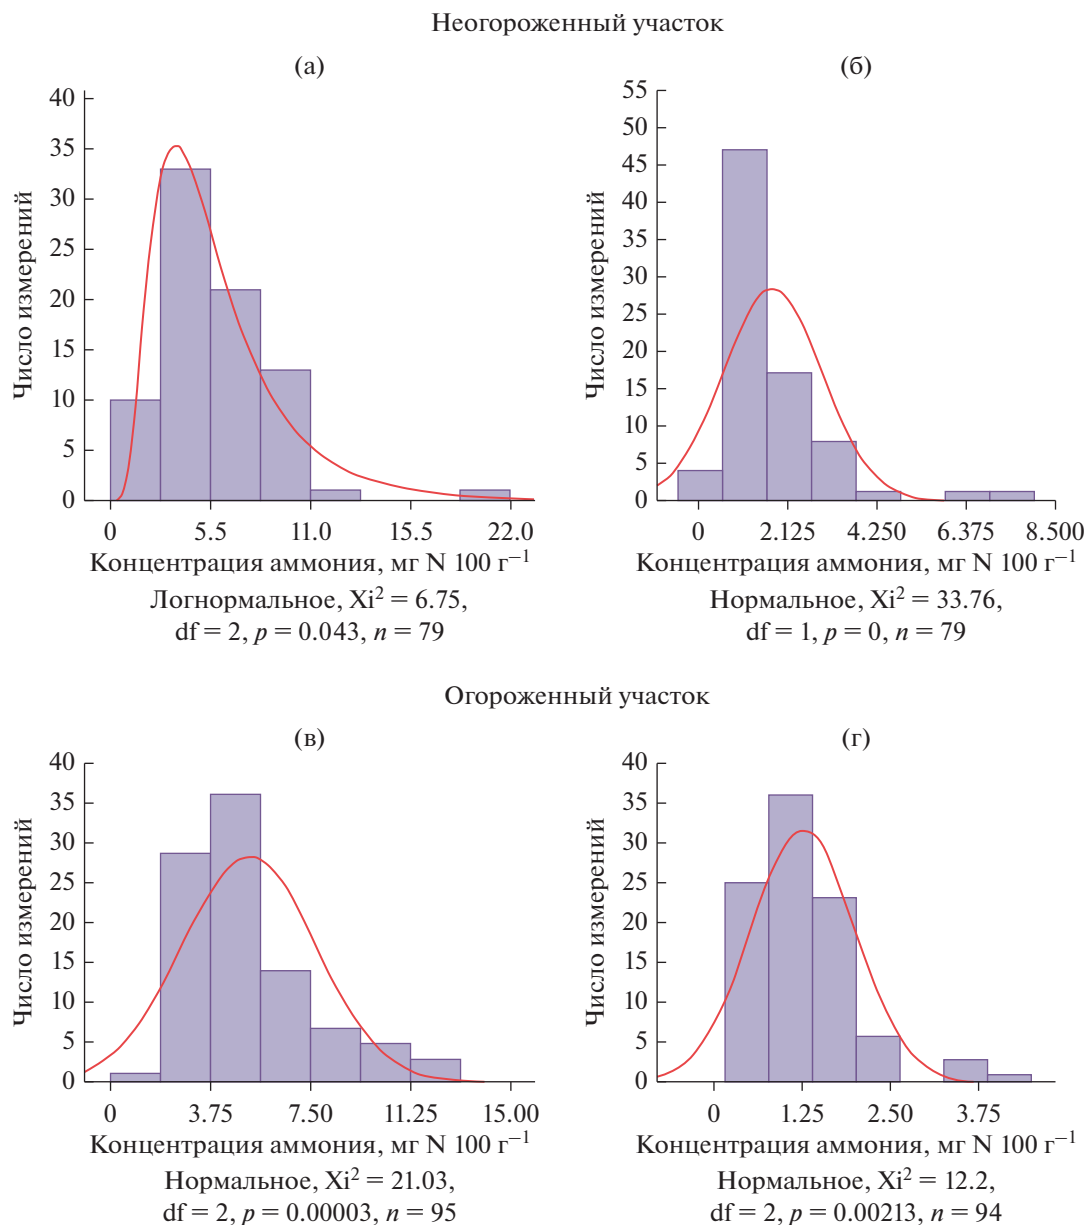 Неогороженный участок
(а)
(б)
Число измерений
40
35
30
25
20
15
10
5
0
0
5.5
11.0
15.5
22.0
Концентрация аммония, мг N 100 г⁻¹
Логнормальное, Xi² = 6.75,
df = 2, p = 0.043, n = 79
Число измерений
55
50
45
40
35
30
25
20
15
10
5
0
0
2.125
4.250
6.375
8.500
Концентрация аммония, мг N 100 г⁻¹
Нормальное, Xi² = 33.76,
df = 1, p = 0, n = 79
Огороженный участок
(в)
(г)
Число измерений
40
35
30
25
20
15
10
5
0
0
3.75
7.50
11.25
15.00
Концентрация аммония, мг N 100 г⁻¹
Нормальное, Xi² = 21.03,
df = 2, p = 0.00003, n = 95
Число измерений
40
35
30
25
20
15
10
5
0
0
1.25
2.50
3.75
Концентрация аммония, мг N 100 г⁻¹
Нормальное, Xi² = 12.2,
df = 2, p = 0.00213, n = 94